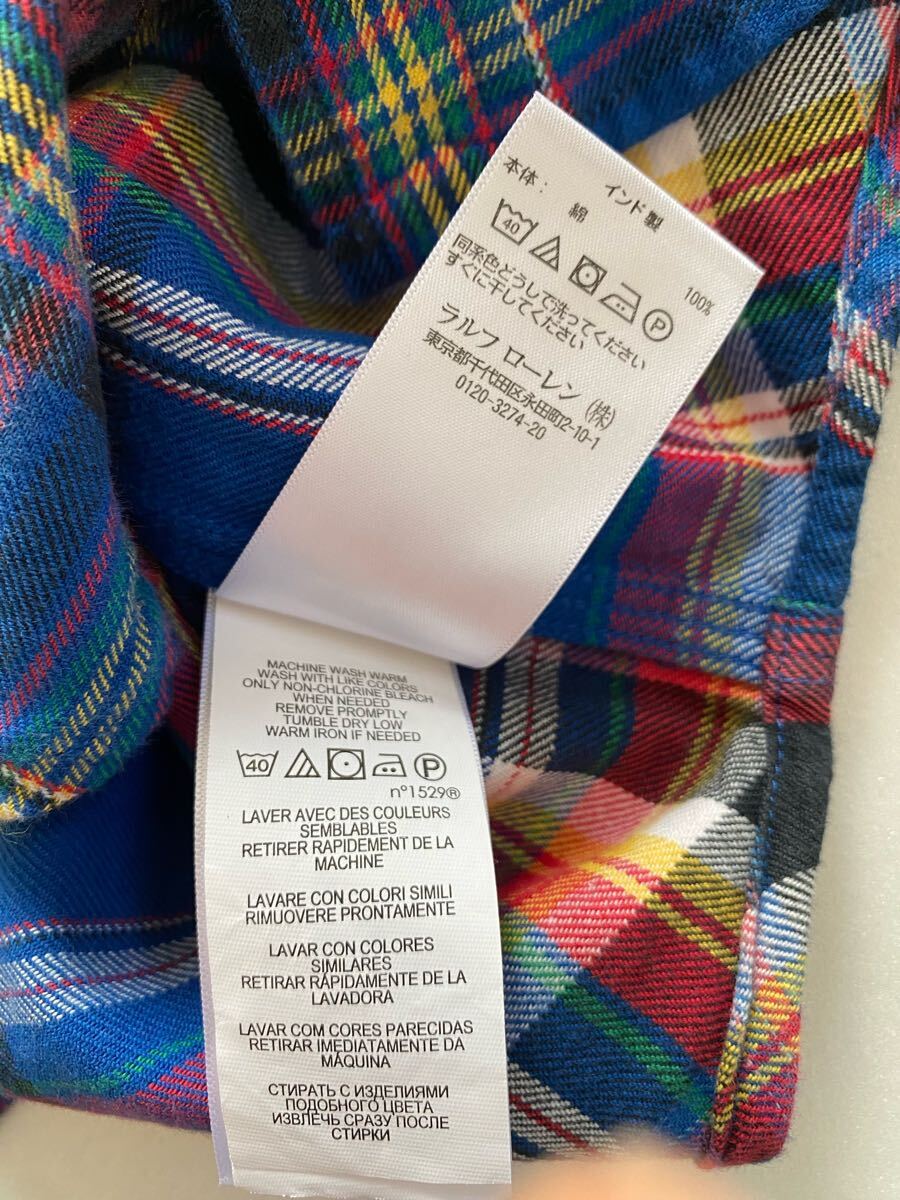 インド製
本体: 綿 100%
40 P
同系色どうしで洗ってください
すぐに干してください
ラルフ ローレン (株)
東京都千代田区永田町2-10-1
0120-3274-20
MACHINE WASH WARM
WASH WITH LIKE COLORS
ONLY NON-CHLORINE BLEACH
WHEN NEEDED
REMOVE PROMPTLY
TUMBLE DRY LOW
WARM IRON IF NEEDED
40 P
n°1529®
LAVER AVEC DES COULEURS
SEMBLABLES
RETIRER RAPIDEMENT DE LA
MACHINE
LAVARE CON COLORI SIMILI
RIMUOVERE PRONTAMENTE
LAVAR CON COLORES
SIMILARES
RETIRAR RÁPIDAMENTE DE LA
LAVADORA
LAVAR COM CORES PARECIDAS
RETIRAR IMEDIATAMENTE DA
MÁQUINA
СТИРАТЬ С ИЗДЕЛИЯМИ
ПОДОБНОГО ЦВЕТА
ИЗВЛЕЧЬ СРАЗУ ПОСЛЕ
СТИРКИ